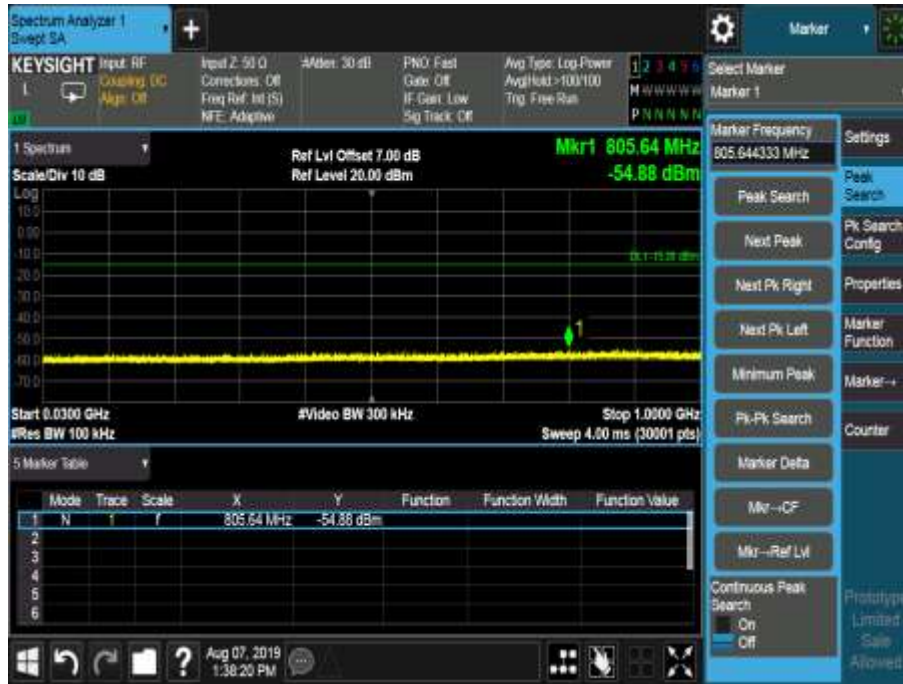 Spectrum Analyzer 1
Swept SA
+
Marker
KEYSIGHT
Input: RF
Coupling: DC
Align: Off
Input Z: 50 Ω
Corrections: Off
Freq Ref: Int (S)
NFE: Adaptive
#Atten: 30 dB
PNO: Fast
Gate: Off
IF Gain: Low
Sig Track: Off
Avg Type: Log-Power
Avg|Hold:>100/100
Trig: Free Run
1 2 3 4 5 6
M W W W W W
P N N N N N
L
Select Marker
Marker 1
1 Spectrum
Scale/Div 10 dB
Ref Lvl Offset 7.00 dB
Ref Level 20.00 dBm
Mkr1 805.64 MHz
-54.88 dBm
Log
10.0
0.00
-10.0
-20.0
-30.0
-40.0
-50.0
-60.0
-70.0
1
Start 0.0300 GHz
#Res BW 100 kHz
#Video BW 300 kHz
Stop 1.0000 GHz
Sweep 4.00 ms (30001 pts)
5 Marker Table
Mode Trace Scale X Y Function Function Width Function Value
1 N 1 f 805.64 MHz -54.88 dBm
2
3
4
5
6
Marker Frequency
805.644333 MHz
Peak Search
Next Peak
Next Pk Right
Next Pk Left
Minimum Peak
Pk-Pk Search
Marker Delta
Mkr→CF
Mkr→Ref Lvl
Continuous Peak
Search
On
Off
Settings
Peak
Search
Pk Search
Config
Properties
Marker
Function
Marker→
Counter
Prototype
Limited
Sale
Allowed
?
Aug 07, 2019
1:38:20 PM